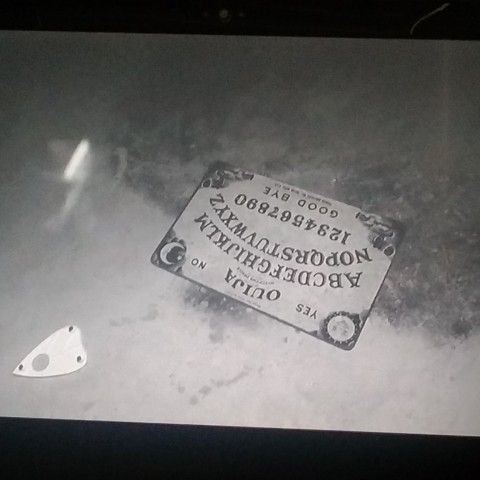 YES OUIJA NO
ABCDEFGHIJKLM
NOPQRSTUVWXYZ
1234567890
GOOD BYE